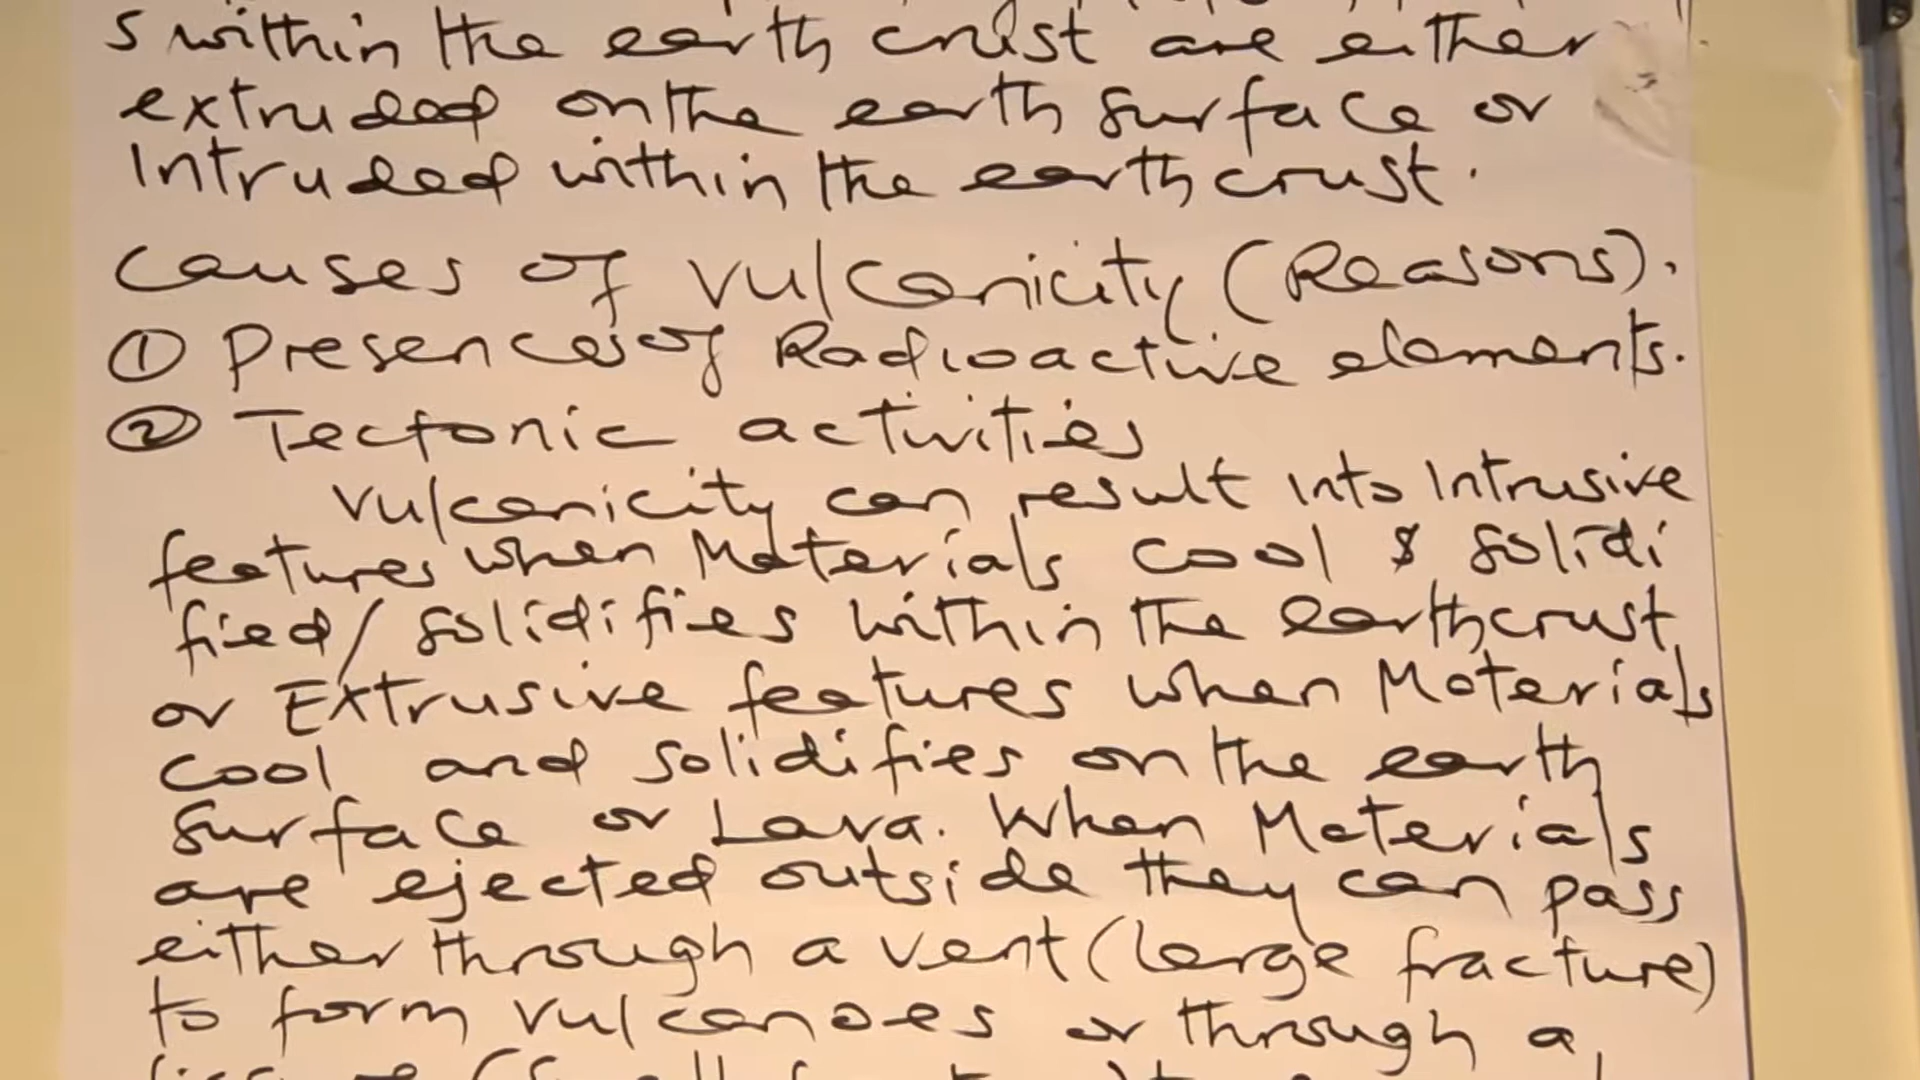 s within the earth crust are either
extruded on the earth surface or
Intruded within the earth crust.
Causes of Vulcanicity (Reasons).
① Presences of Radioactive elements.
② Tectonic activities
Vulcanicity can result into Intrusive
features when Materials cool & solidi
fied/solidifies within the earth crust
or Extrusive features when Materials
cool and solidifies on the earth
surface or Lava. When Materials
are ejected outside they can pass
either through a vent (large fracture)
to form vulcanoes or through a